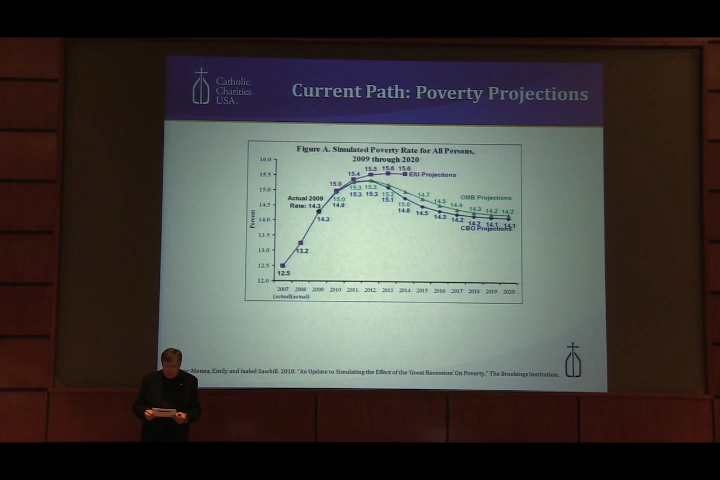 Catholic
Charities
USA.
Current Path: Poverty Projections
Figure A. Simulated Poverty Rate for All Persons,
2009 through 2020
16.0
15.5
15.0
14.5
14.0
13.5
13.0
12.5
12.0
Percent
15.4 15.5 15.6 15.6 EIU Projections
15.0 15.3 15.3 15.2
15.0 14.9 15.3 15.3 15.1 15.0 14.7 14.5 14.4 14.3 14.2 14.2
OMB Projections
14.8 14.5 14.3 14.2 14.2 14.1 14.1
CBO Projections
Actual 2009
Rate: 14.3
14.3
13.2
12.5
2007 2008 2009 2010 2011 2012 2013 2014 2015 2016 2017 2018 2019 2020
(actual)(actual)
Monea, Emily and Isabel Sawhill. 2010. "An Update to Simulating the Effect of the 'Great Recession' On Poverty." The Brookings Institution.